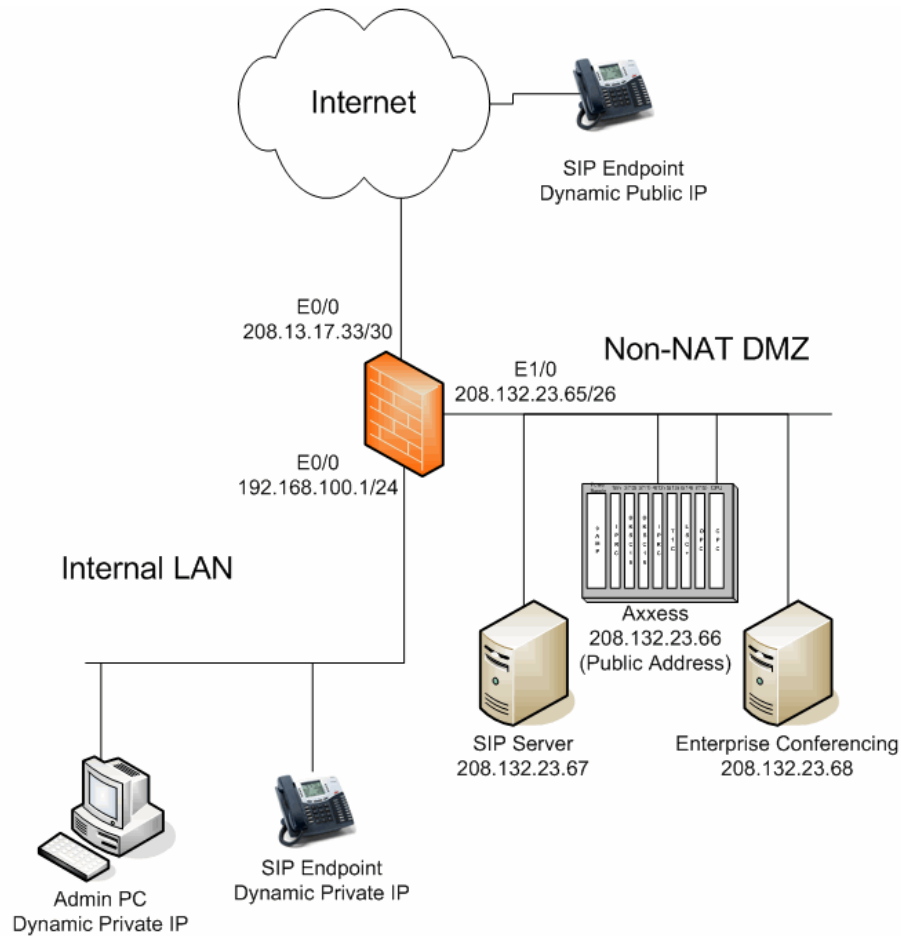 Internet
SIP Endpoint
Dynamic Public IP
E0/0
208.13.17.33/30
Non-NAT DMZ
E1/0
208.132.23.65/26
E0/0
192.168.100.1/24
Internal LAN
Axxess
208.132.23.66
(Public Address)
SIP Server
208.132.23.67
Enterprise Conferencing
208.132.23.68
SIP Endpoint
Dynamic Private IP
Admin PC
Dynamic Private IP